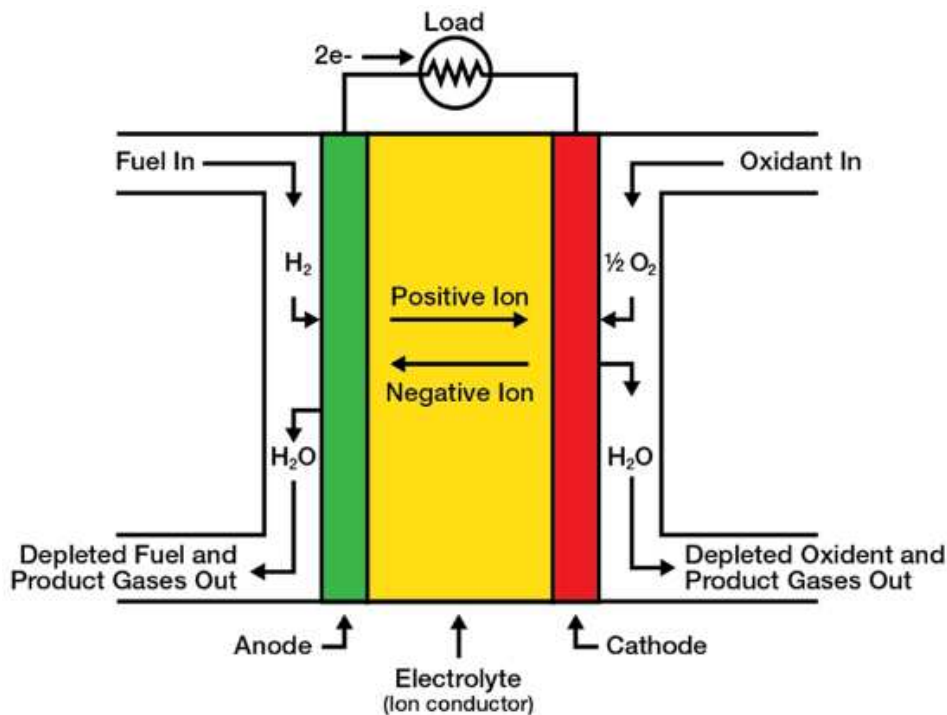 Load
2e-
Fuel In
Oxidant In
H₂
½ O₂
Positive Ion
Negative Ion
H₂O
H₂O
Depleted Fuel and
Product Gases Out
Depleted Oxident and
Product Gases Out
Anode
Cathode
Electrolyte
(Ion conductor)